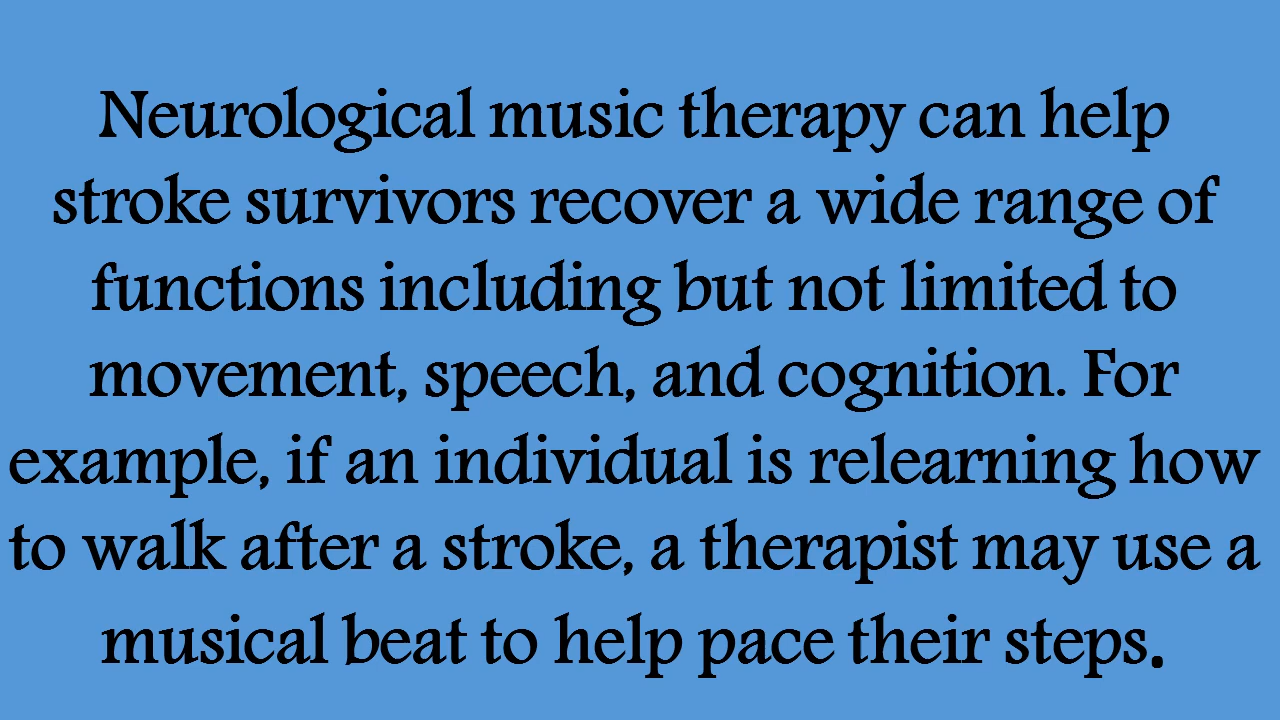 Neurological music therapy can help
stroke survivors recover a wide range of
functions including but not limited to
movement, speech, and cognition. For
example, if an individual is relearning how
to walk after a stroke, a therapist may use a
musical beat to help pace their steps.